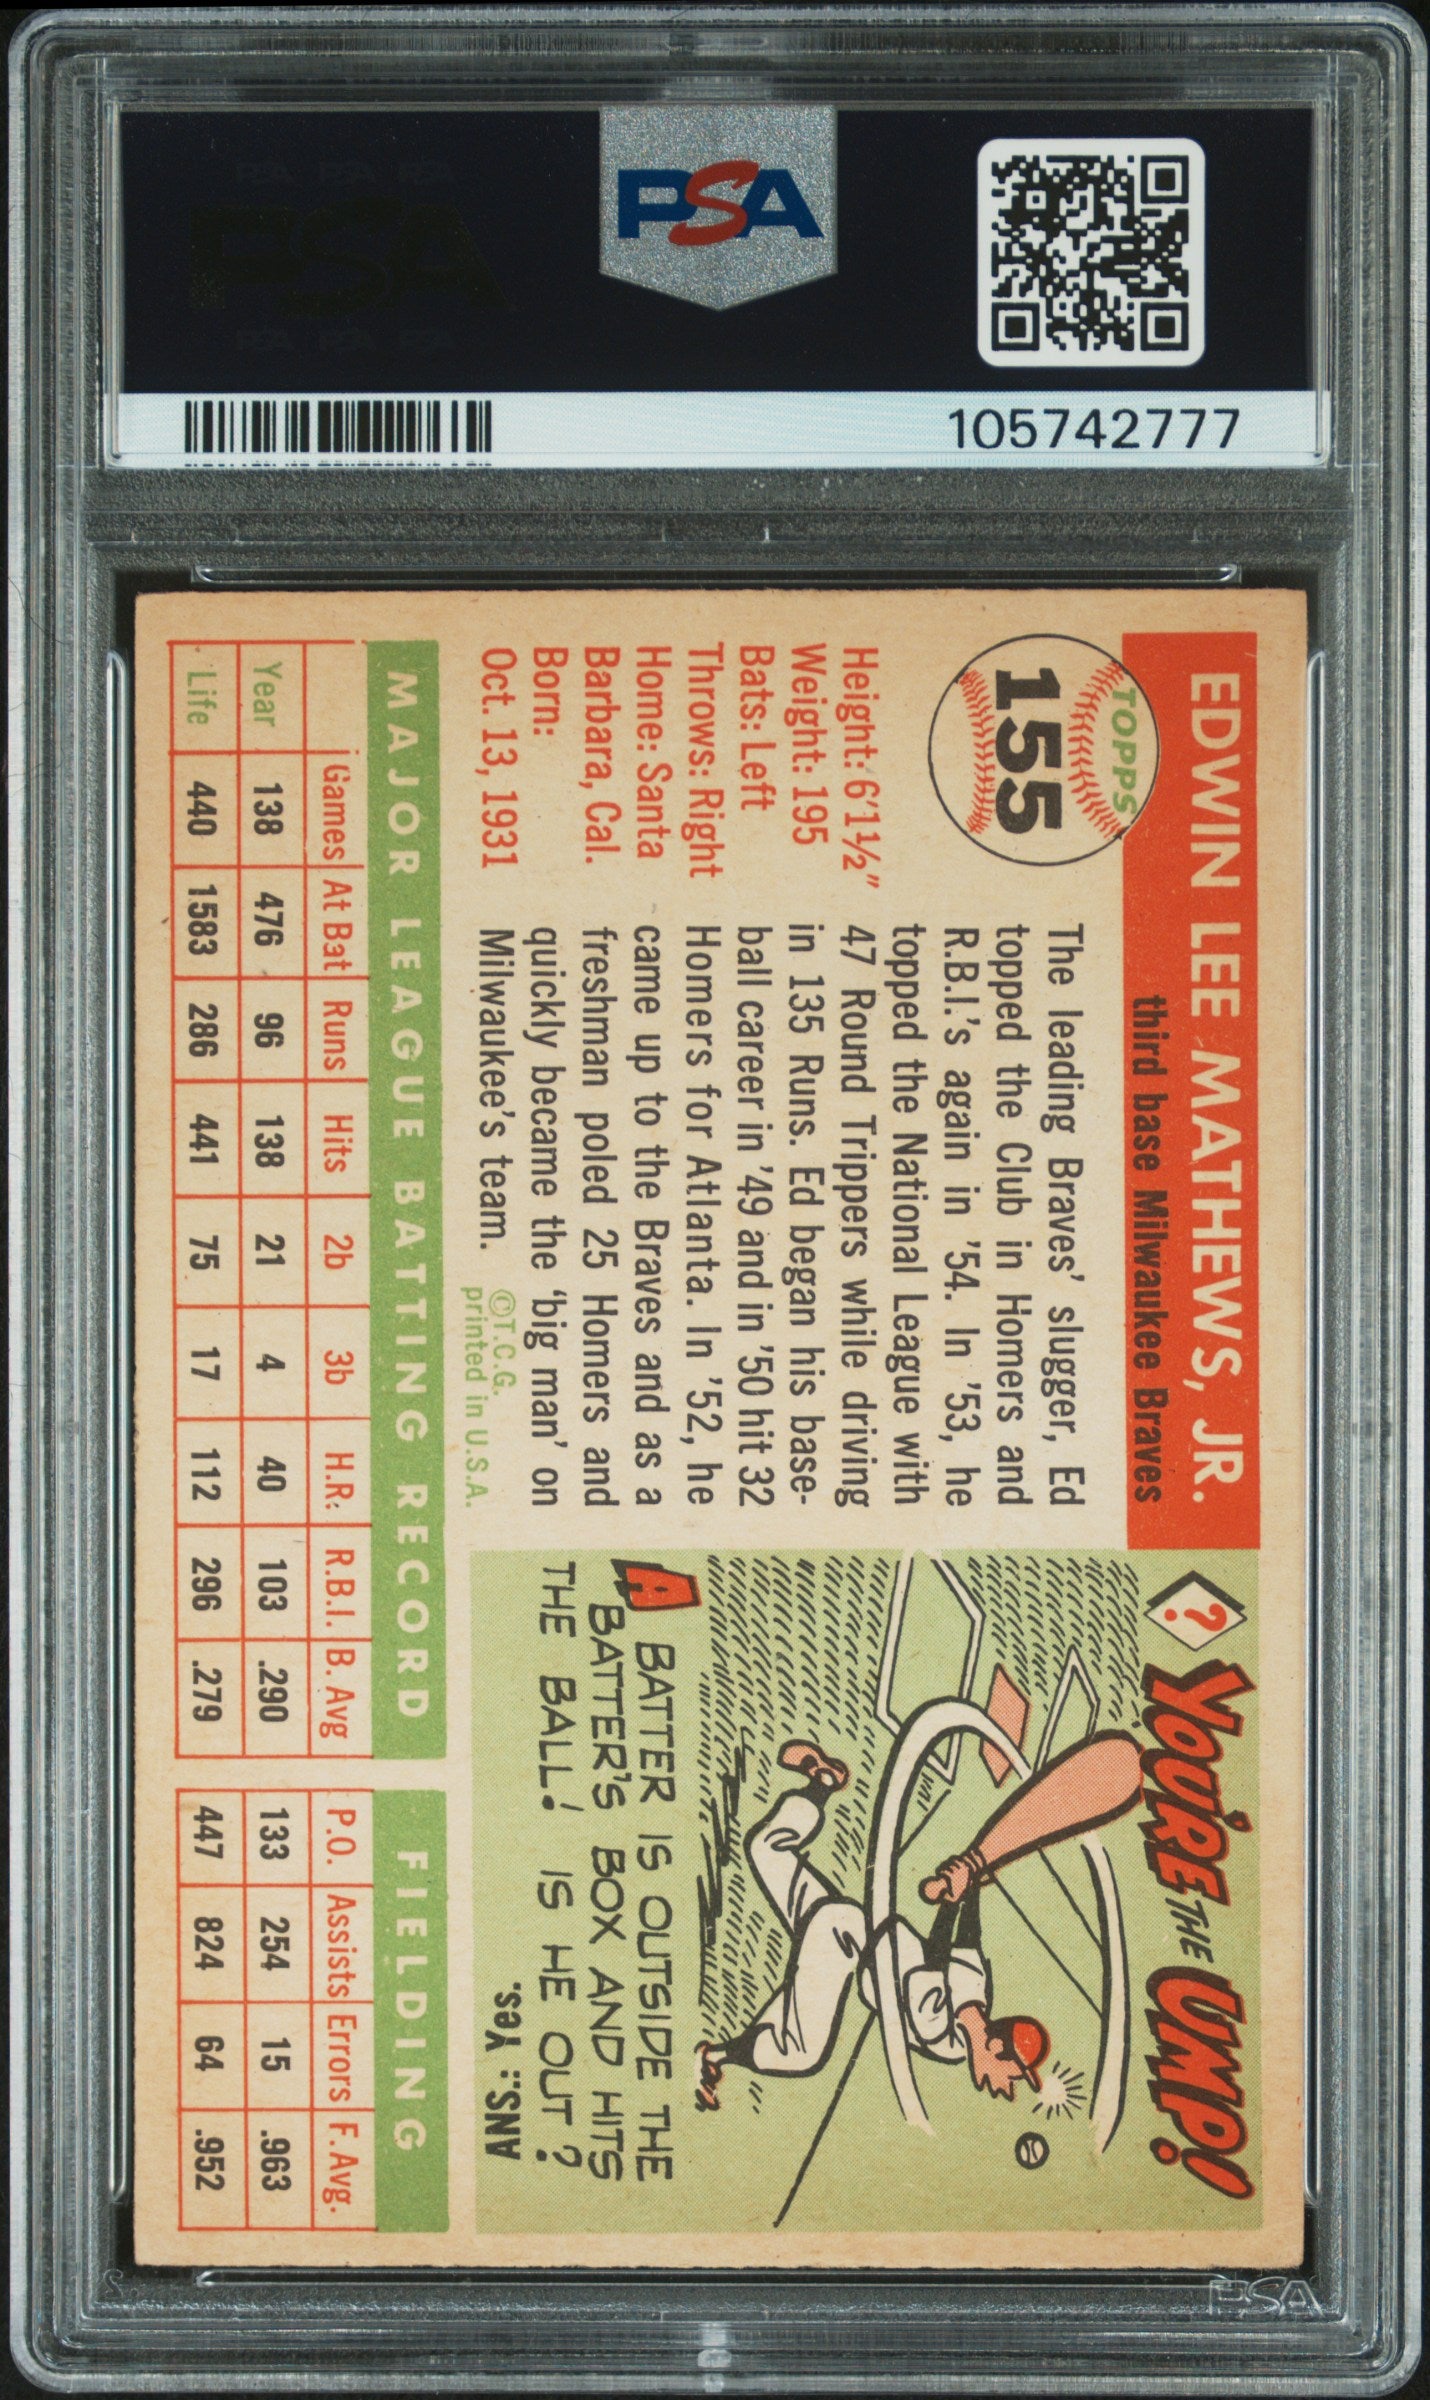 PSA
105742777
TOPPS
155
EDWIN LEE MATHEWS, JR.
third base Milwaukee Braves
Height: 6'1½"
Weight: 195
Bats: Left
Throws: Right
Home: Santa
Barbara, Cal.
Born:
Oct. 13, 1931
The leading Braves' slugger, Ed
topped the Club in Homers and
R.B.I.'s again in '54. In '53, he
topped the National League with
47 Round Trippers while driving
in 135 Runs. Ed began his base-
ball career in '49 and in '50 hit 32
Homers for Atlanta. In '52, he
came up to the Braves and as a
freshman poled 25 Homers and
quickly became the 'big man' on
Milwaukee's team.
©T.C.G.
printed in U.S.A.
? YOU'RE THE UMP!
A BATTER IS OUTSIDE THE
BATTER'S BOX AND HITS
THE BALL! IS HE OUT?
ANS.: Yes.
MAJOR LEAGUE BATTING RECORD
Games At Bat Runs Hits 2b 3b H.R. R.B.I. B. Avg
Year 138 476 96 138 21 4 40 103 .290
Life 440 1583 286 441 75 17 112 296 .279
FIELDING
P.O. Assists Errors F. Avg.
133 254 15 .963
447 824 64 .952
PSA